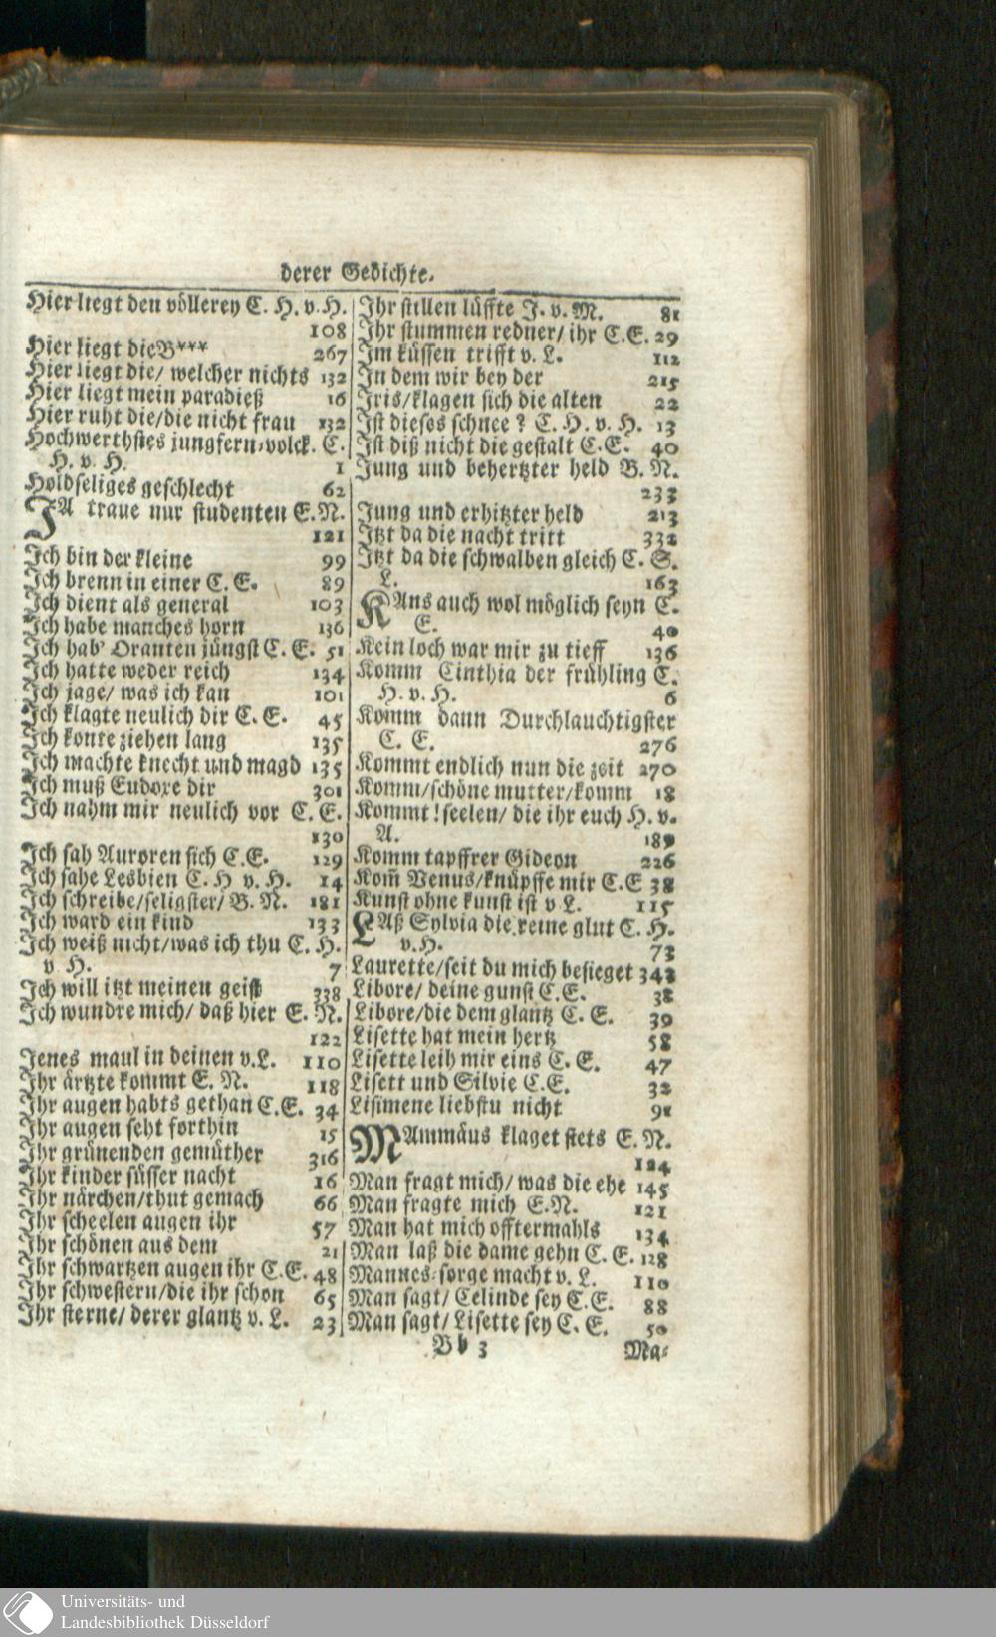 derer Gedichte.
Hier liegt den völlerey C. H. v. H.
108
Hier liegt die B***
267
Hier liegt die/ welcher nichts 132
Hier liegt mein paradieß 16
Hier ruht die/die nicht frau 132
Hochwerthstes jungfern-volck. C.
H. v. H. 1
Holdseliges geschlecht 62
JA traue nur studenten E. N.
121
Ich bin der kleine 99
Ich brenn in einer C. E. 89
Ich dient als general 103
Ich habe manches horn 136
Ich hab' Oranten jüngst C. E. 51
Ich hatte weder reich 134
Ich jage/ was ich kan 101
Ich klagte neulich dir C. E. 45
Ich konte ziehen lang 135
Ich machte knecht und magd 135
Ich muß Eudoxe dir 301
Ich nahm mir neulich vor C. E.
130
Ich sah Auroren sich C. E. 129
Ich sahe Lesbien C. H v. H. 14
Ich schreibe/seligster/ B. N. 181
Ich ward ein kind 133
Ich weiß nicht/was ich thu C. H.
v H. 7
Ich will itzt meinen geist 338
Ich wundre mich/ daß hier E. N.
122
Jenes maul in deinen v. L. 110
Ihr ärtzte kommt E. N. 118
Ihr augen habts gethan C. E. 34
Ihr augen seht forthin 15
Ihr grünenden gemüther 316
Ihr kinder süsser nacht 16
Ihr närchen/thut gemach 66
Ihr scheelen augen ihr 57
Ihr schönen aus dem 21
Ihr schwartzen augen ihr C. E. 48
Ihr schwestern/die ihr schon 65
Ihr sterne/ derer glantz v. L. 23
Ihr stillen lüffte J. v. M. 81
Ihr stummen redner/ ihr C. E. 29
Im küssen trifft v. L. 112
In dem wir bey der 215
Iris/klagen sich die alten 22
Ist dieses schnee? C. H. v. H. 13
Ist diß nicht die gestalt C. E. 40
Jung und behertzter held B. N.
233
Jung und erhitzter held 213
Itzt da die nacht tritt 332
Itzt da die schwalben gleich C. S.
L. 163
KAns auch wol möglich seyn C.
E. 40
Kein loch war mir zu tieff 136
Komm Cinthia der frühling C.
H. v. H. 6
Komm dann Durchlauchtigster
C. E. 276
Kommt endlich nun die zeit 270
Komm/schöne mutter/komm 18
Kommt! seelen/ die ihr euch H. v.
A. 189
Komm tapffrer Gideon 226
Kom̃ Venus/knüpffe mir C. E 38
Kunst ohne kunst ist v L. 115
LAß Sylvia die reine glut C. H.
v. H. 73
Laurette/seit du mich besieget 342
Libore/ deine gunst C. E. 38
Libore/die dem glantz C. E. 39
Lisette hat mein hertz 58
Lisette leih mir eins C. E. 47
Lisett und Silvie C. E. 32
Lisimene liebstu nicht 91
MAmmäus klaget stets E. N.
124
Man fragt mich/ was die ehe 145
Man fragte mich E. N. 121
Man hat mich offtermahls 134
Man laß die dame gehn C. E. 128
Mannes-sorge macht v. L. 110
Man sagt/ Celinde sey C. E. 88
Man sagt/ Lisette sey C. E. 50
Bb 3
Ma-
Universitäts- und
Landesbibliothek Düsseldorf